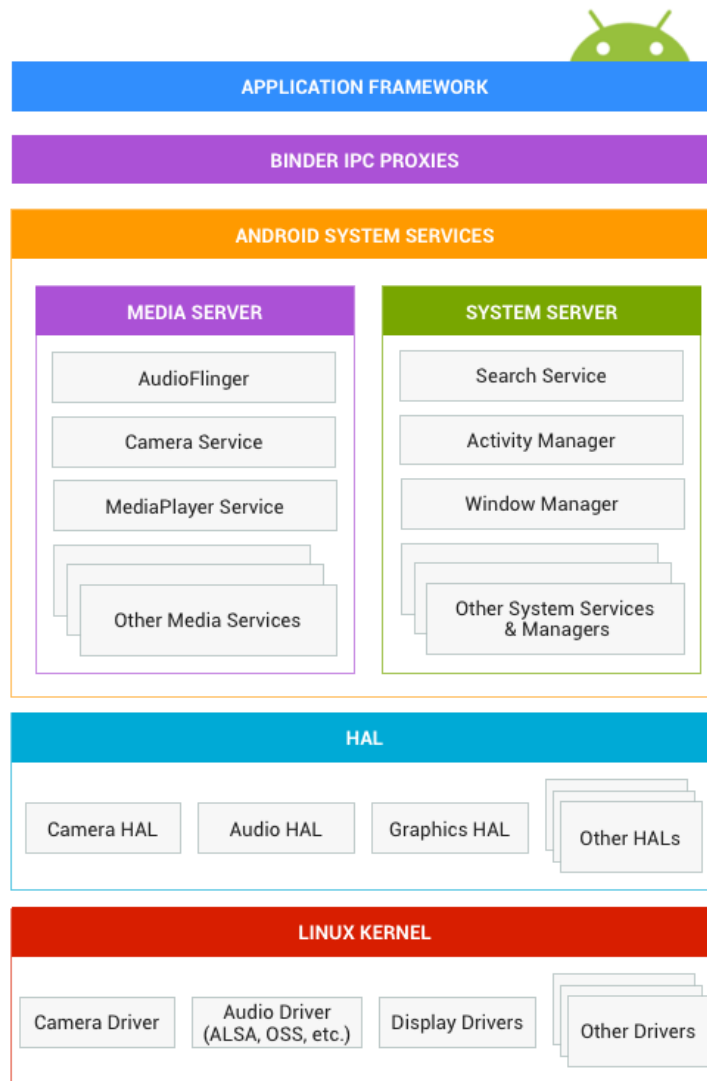 APPLICATION FRAMEWORK
BINDER IPC PROXIES
ANDROID SYSTEM SERVICES
MEDIA SERVER
AudioFlinger
Camera Service
MediaPlayer Service
Other Media Services
SYSTEM SERVER
Search Service
Activity Manager
Window Manager
Other System Services
& Managers
HAL
Camera HAL
Audio HAL
Graphics HAL
Other HALs
LINUX KERNEL
Camera Driver
Audio Driver
(ALSA, OSS, etc.)
Display Drivers
Other Drivers